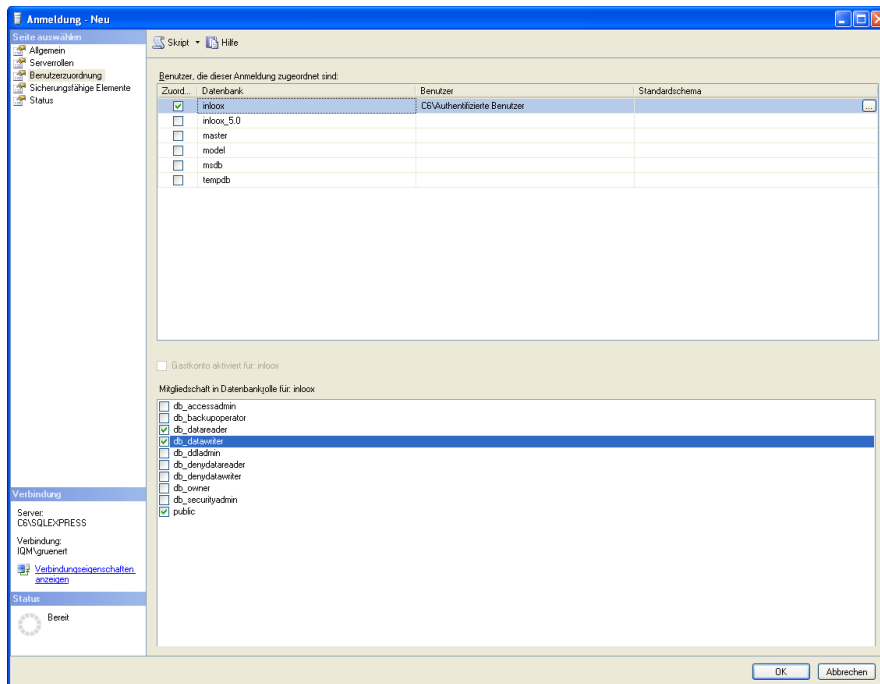 Anmeldung - Neu
Seite auswählen
Allgemein
Serverrollen
Benutzerzuordnung
Sicherungsfähige Elemente
Status
Skript
Hilfe
Benutzer, die dieser Anmeldung zugeordnet sind:
Zuord... Datenbank Benutzer Standardschema
inloox C6\Authentifizierte Benutzer ...
inloox_5.0
master
model
msdb
tempdb
Gastkonto aktiviert für: inloox
Mitgliedschaft in Datenbankrolle für: inloox
db_accessadmin
db_backupoperator
db_datareader
db_datawriter
db_ddladmin
db_denydatareader
db_denydatawriter
db_owner
db_securityadmin
public
Verbindung
Server:
C6\SQLEXPRESS
Verbindung:
IQM\gruenert
Verbindungseigenschaften
anzeigen
Status
Bereit
OK Abbrechen